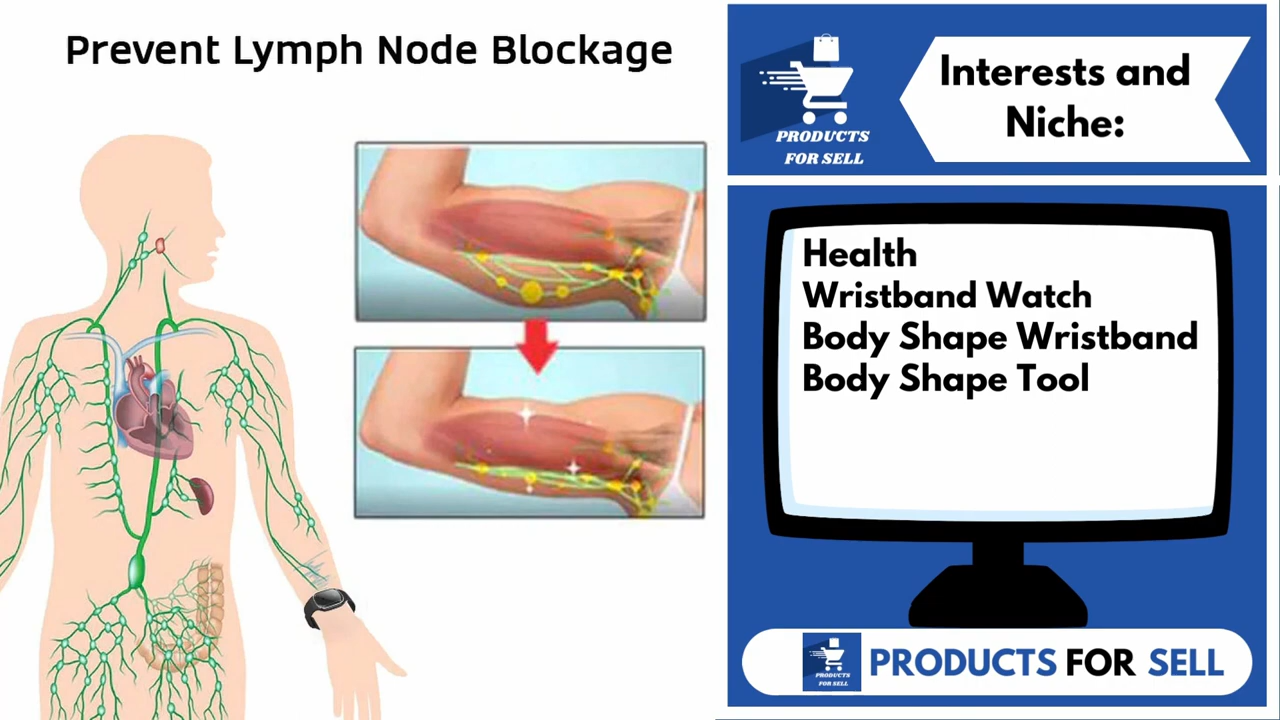 Prevent Lymph Node Blockage
PRODUCTS
FOR SELL
Interests and
Niche:
Health
Wristband Watch
Body Shape Wristband
Body Shape Tool
PRODUCTS
FOR SELL
PRODUCTS FOR SELL